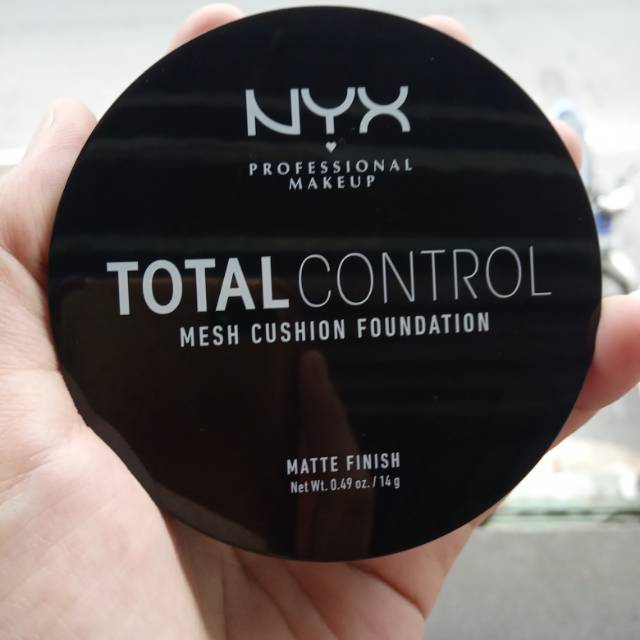 NYX
PROFESSIONAL
MAKEUP
TOTAL CONTROL
MESH CUSHION FOUNDATION
MATTE FINISH
Net Wt. 0.49 oz. / 14 g